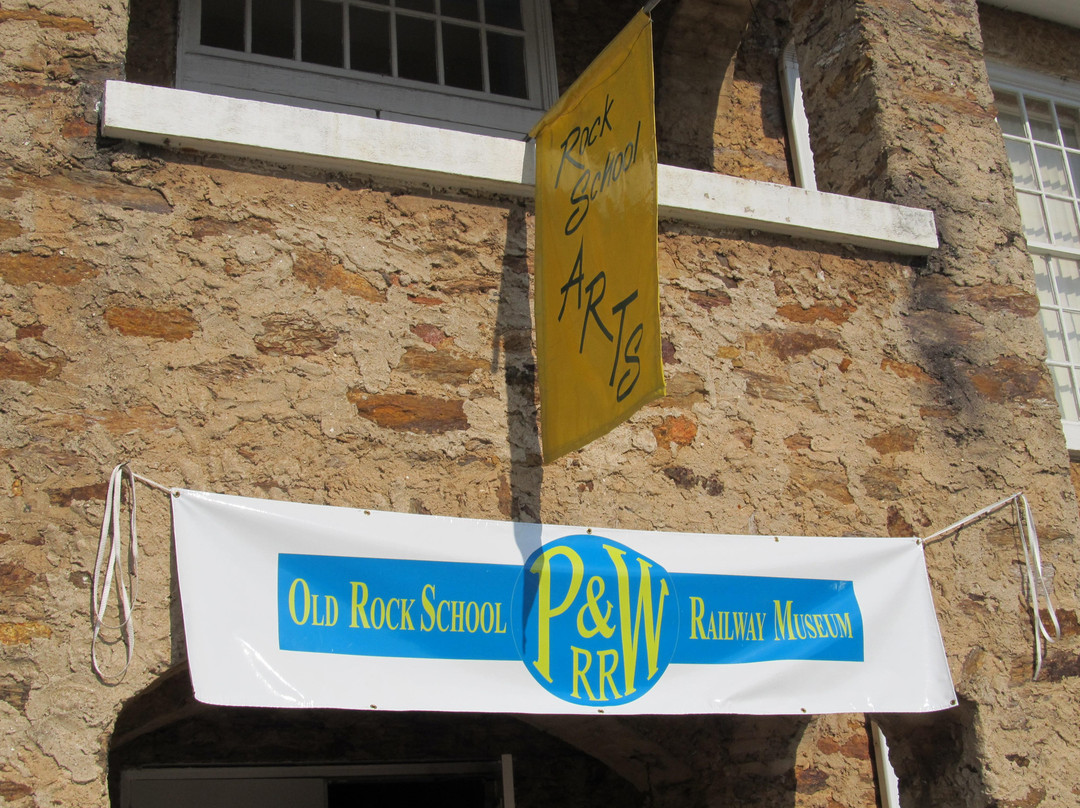 Rock
School
ARTS
OLD ROCK SCHOOL
P&W
RR
RAILWAY MUSEUM